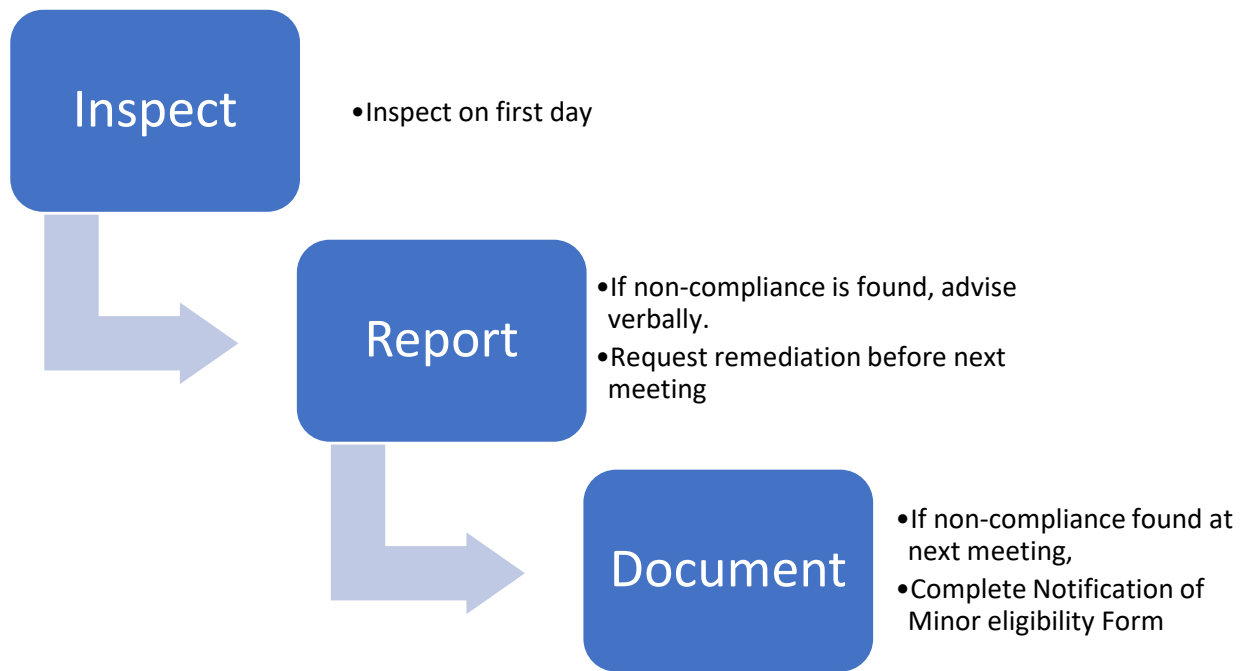 Inspect
•Inspect on first day
Report
•If non-compliance is found, advise
verbally.
•Request remediation before next
meeting
Document
•If non-compliance found at
next meeting,
•Complete Notification of
Minor eligibility Form